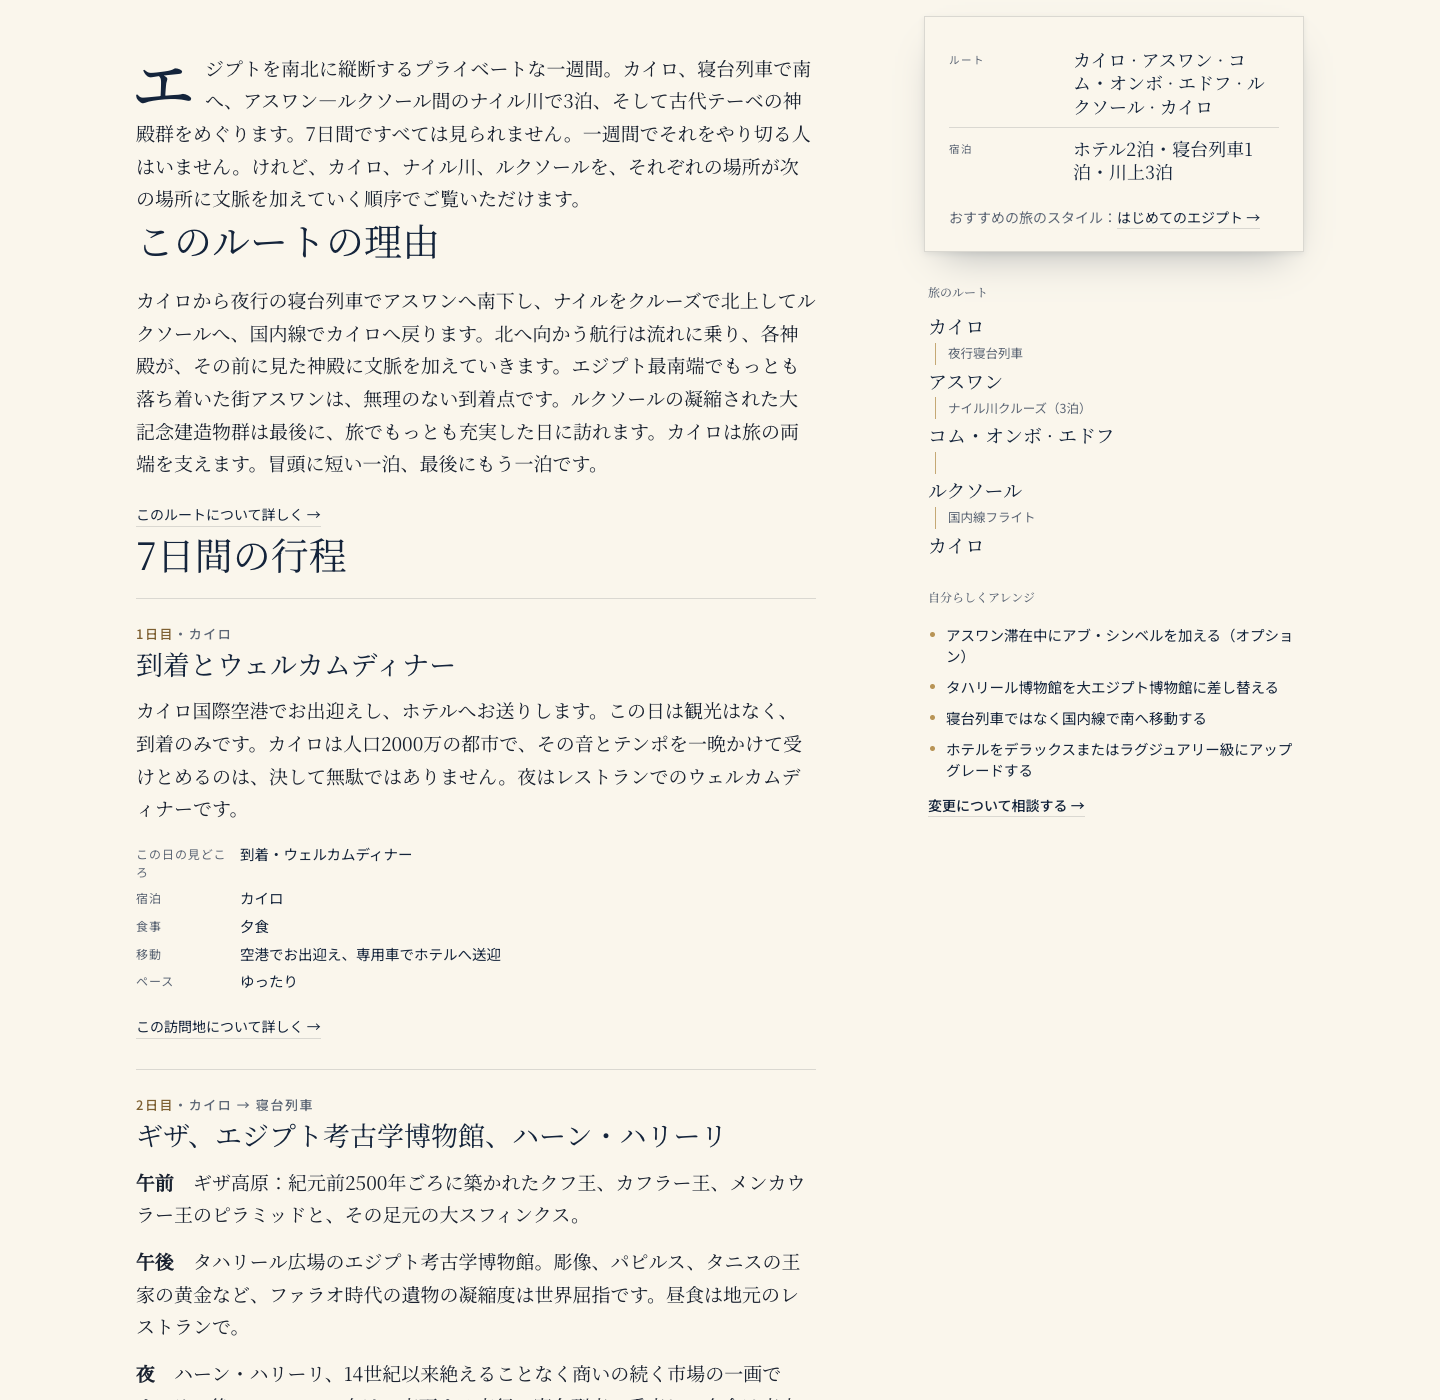 エジプトを南北に縦断するプライベートな一週間。カイロ、寝台列車で南
へ、アスワン—ルクソール間のナイル川で3泊、そして古代テーベの神
殿群をめぐります。7日間ですべては見られません。一週間でそれをやり切る人
はいません。けれど、カイロ、ナイル川、ルクソールを、それぞれの場所が次
の場所に文脈を加えていく順序でご覧いただけます。
このルートの理由
カイロから夜行の寝台列車でアスワンへ南下し、ナイルをクルーズで北上してル
クソールへ、国内線でカイロへ戻ります。北へ向かう航行は流れに乗り、各神
殿が、その前に見た神殿に文脈を加えていきます。エジプト最南端でもっとも
落ち着いた街アスワンは、無理のない到着点です。ルクソールの凝縮された大
記念建造物群は最後に、旅でもっとも充実した日に訪れます。カイロは旅の両
端を支えます。冒頭に短い一泊、最後にもう一泊です。
このルートについて詳しく →
7日間の行程
1日目・カイロ
到着とウェルカムディナー
カイロ国際空港でお出迎えし、ホテルへお送りします。この日は観光はなく、
到着のみです。カイロは人口2000万の都市で、その音とテンポを一晩かけて受
けとめるのは、決して無駄ではありません。夜はレストランでのウェルカムデ
ィナーです。
この日の見どこ
ろ
到着・ウェルカムディナー
宿泊 カイロ
食事 夕食
移動 空港でお出迎え、専用車でホテルへ送迎
ペース ゆったり
この訪問地について詳しく →
2日目・カイロ → 寝台列車
ギザ、エジプト考古学博物館、ハーン・ハリーリ
午前 ギザ高原：紀元前2500年ごろに築かれたクフ王、カフラー王、メンカウ
ラー王のピラミッドと、その足元の大スフィンクス。
午後 タハリール広場のエジプト考古学博物館。彫像、パピルス、タニスの王
家の黄金など、ファラオ時代の遺物の凝縮度は世界屈指です。昼食は地元のレ
ストランで。
夜 ハーン・ハリーリ、14世紀以来絶えることなく商いの続く市場の一画で
ルート
カイロ · アスワン · コ
ム・オンボ · エドフ · ル
クソール · カイロ
宿泊
ホテル2泊・寝台列車1
泊・川上3泊
おすすめの旅のスタイル：はじめてのエジプト →
旅のルート
カイロ
夜行寝台列車
アスワン
ナイル川クルーズ（3泊）
コム・オンボ · エドフ
ルクソール
国内線フライト
カイロ
自分らしくアレンジ
アスワン滞在中にアブ・シンベルを加える（オプショ
ン）
タハリール博物館を大エジプト博物館に差し替える
寝台列車ではなく国内線で南へ移動する
ホテルをデラックスまたはラグジュアリー級にアップ
グレードする
変更について相談する →